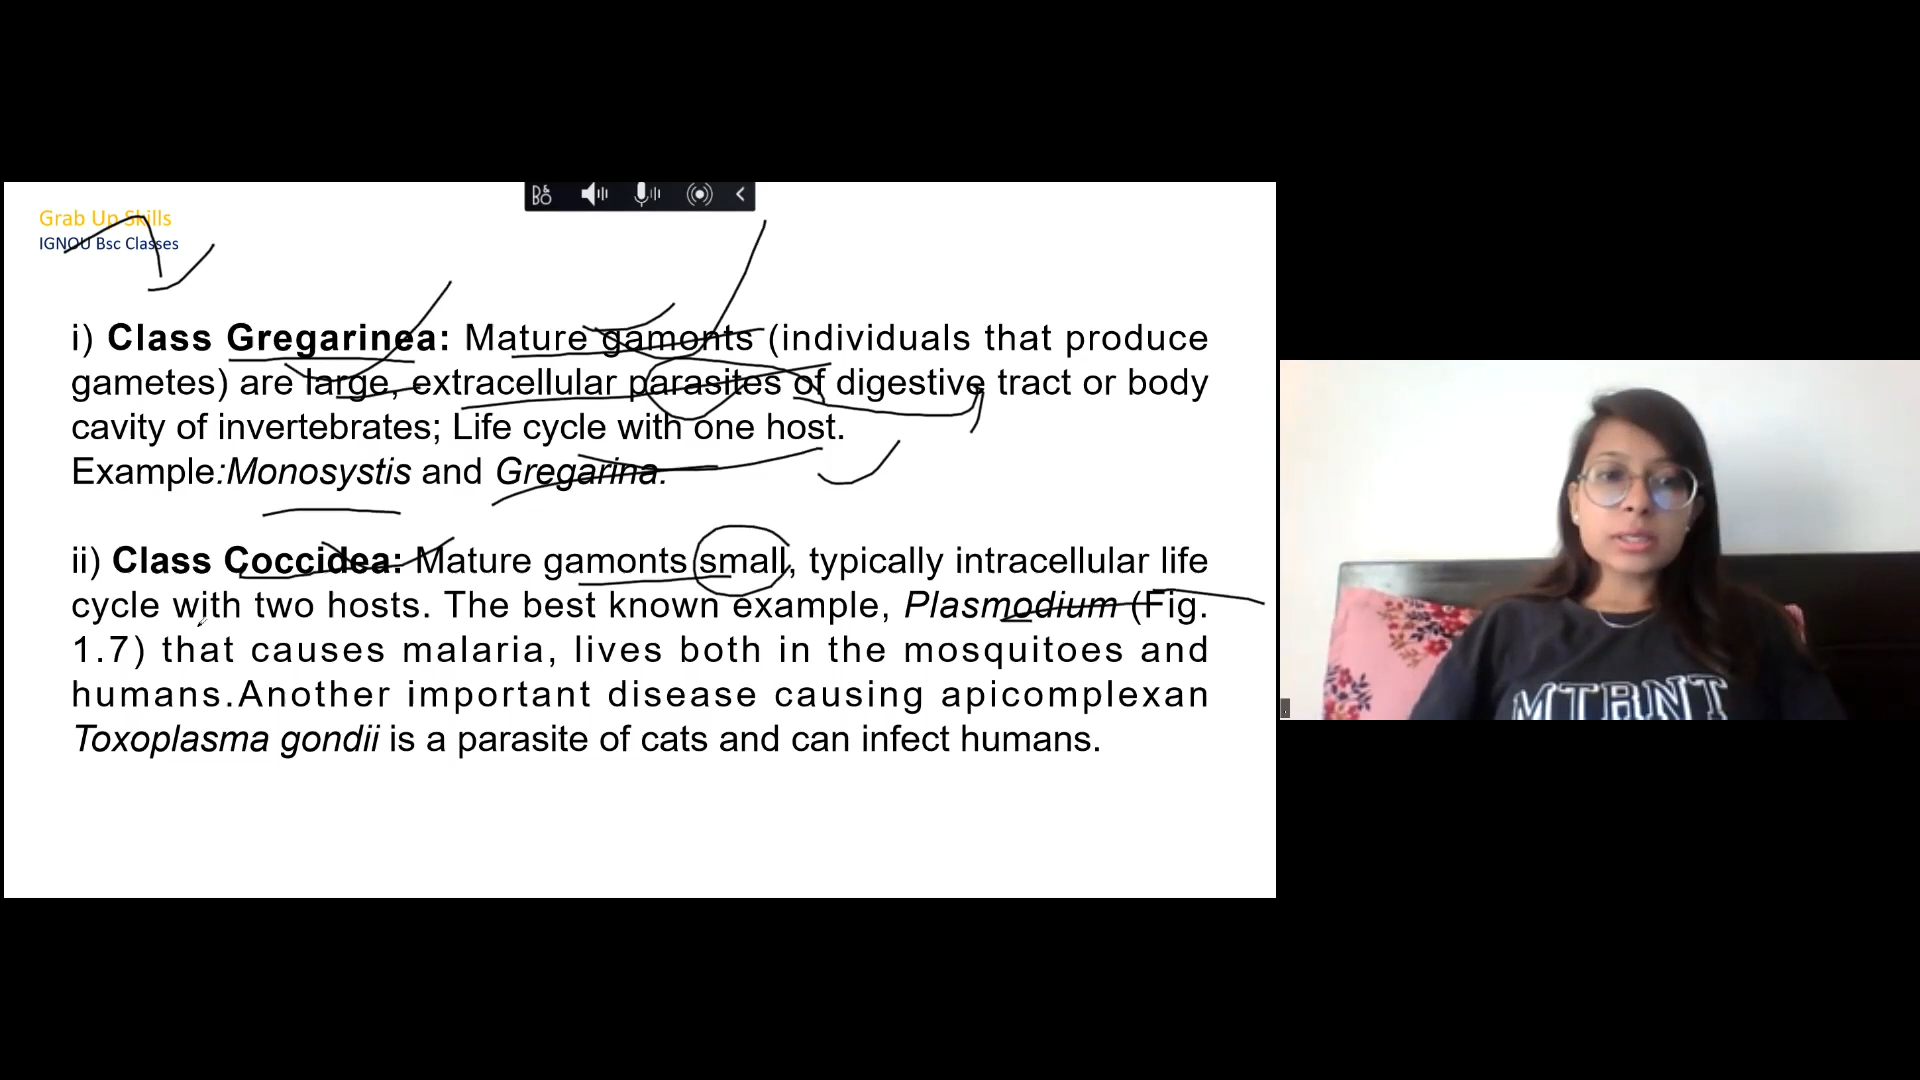 Grab Up Skills
IGNOU Bsc Classes
i) Class Gregarinea: Mature gamonts (individuals that produce
gametes) are large, extracellular parasites of digestive tract or body
cavity of invertebrates; Life cycle with one host.
Example:Monosystis and Gregarina.
ii) Class Coccidea: Mature gamonts small, typically intracellular life
cycle with two hosts. The best known example, Plasmodium (Fig.
1.7) that causes malaria, lives both in the mosquitoes and
humans.Another important disease causing apicomplexan
Toxoplasma gondii is a parasite of cats and can infect humans.
MTRNT